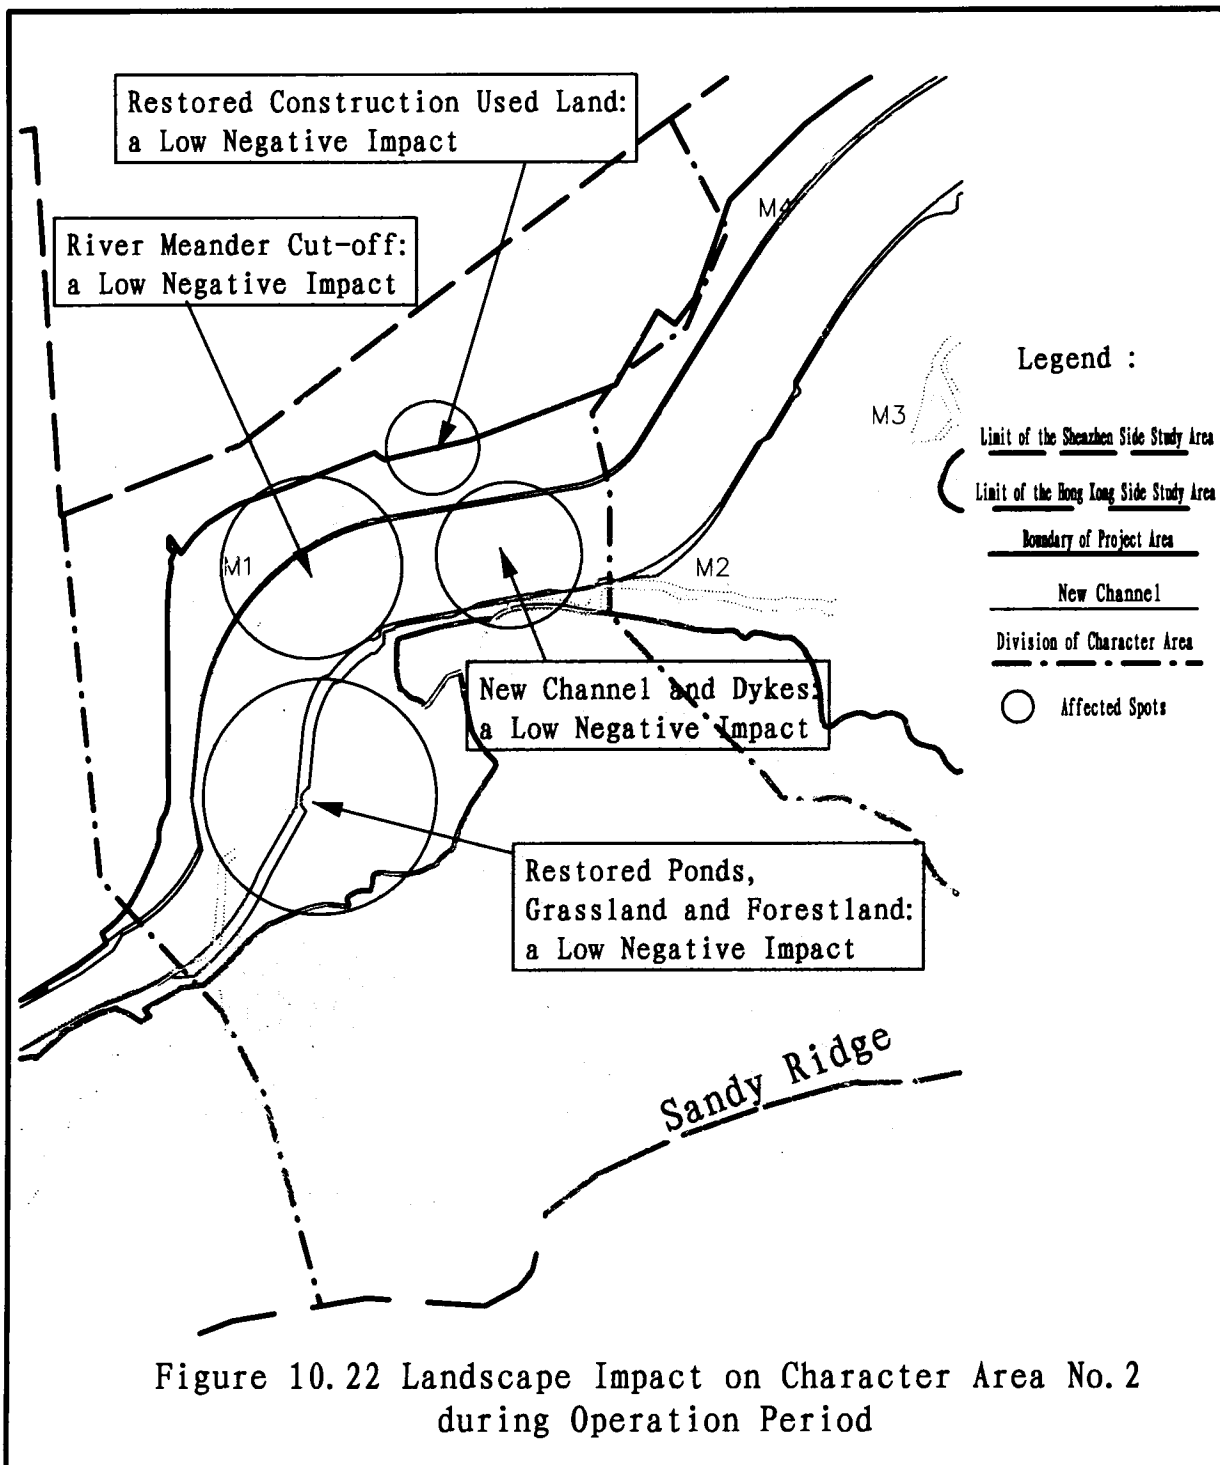 Restored Construction Used Land:
a Low Negative Impact
River Meander Cut-off:
a Low Negative Impact
M4
Legend :
M3
Limit of the Shenzhen Side Study Area
Limit of the Hong Kong Side Study Area
Boundary of Project Area
New Channel
Division of Character Area
Affected Spots
M1
M2
New Channel and Dykes:
a Low Negative Impact
Restored Ponds,
Grassland and Forestland:
a Low Negative Impact
Sandy Ridge
Figure 10.22 Landscape Impact on Character Area No.2
during Operation Period